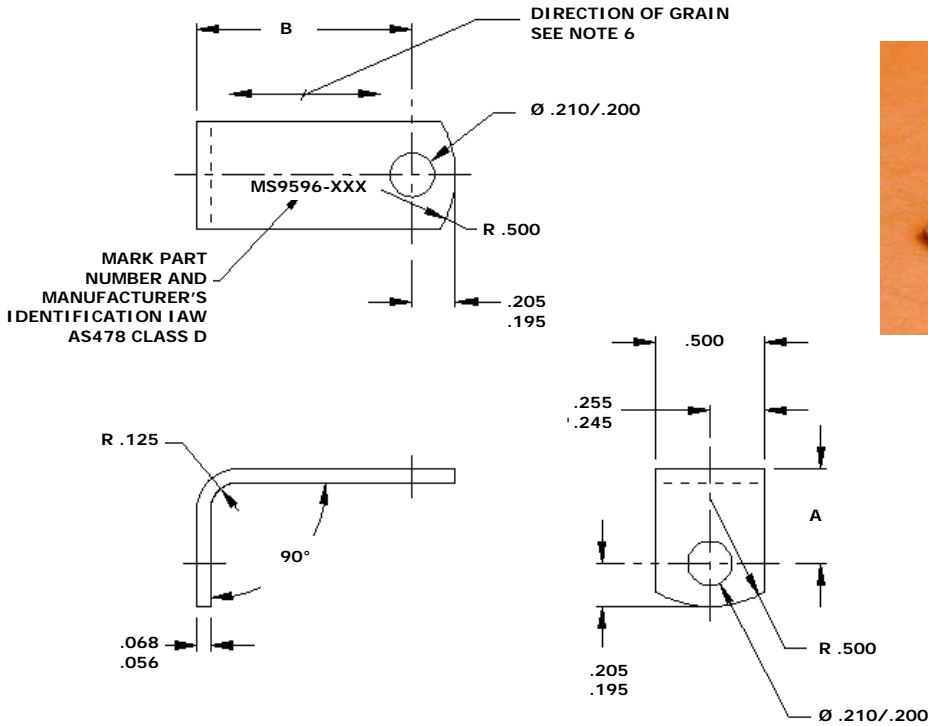 B
DIRECTION OF GRAIN
SEE NOTE 6
Ø .210/.200
MS9596-XXX
R .500
MARK PART
NUMBER AND
MANUFACTURER'S
IDENTIFICATION IAW
AS478 CLASS D
.205
.195
.500
.255
.245
R .125
A
90°
.068
.056
R .500
.205
.195
Ø .210/.200